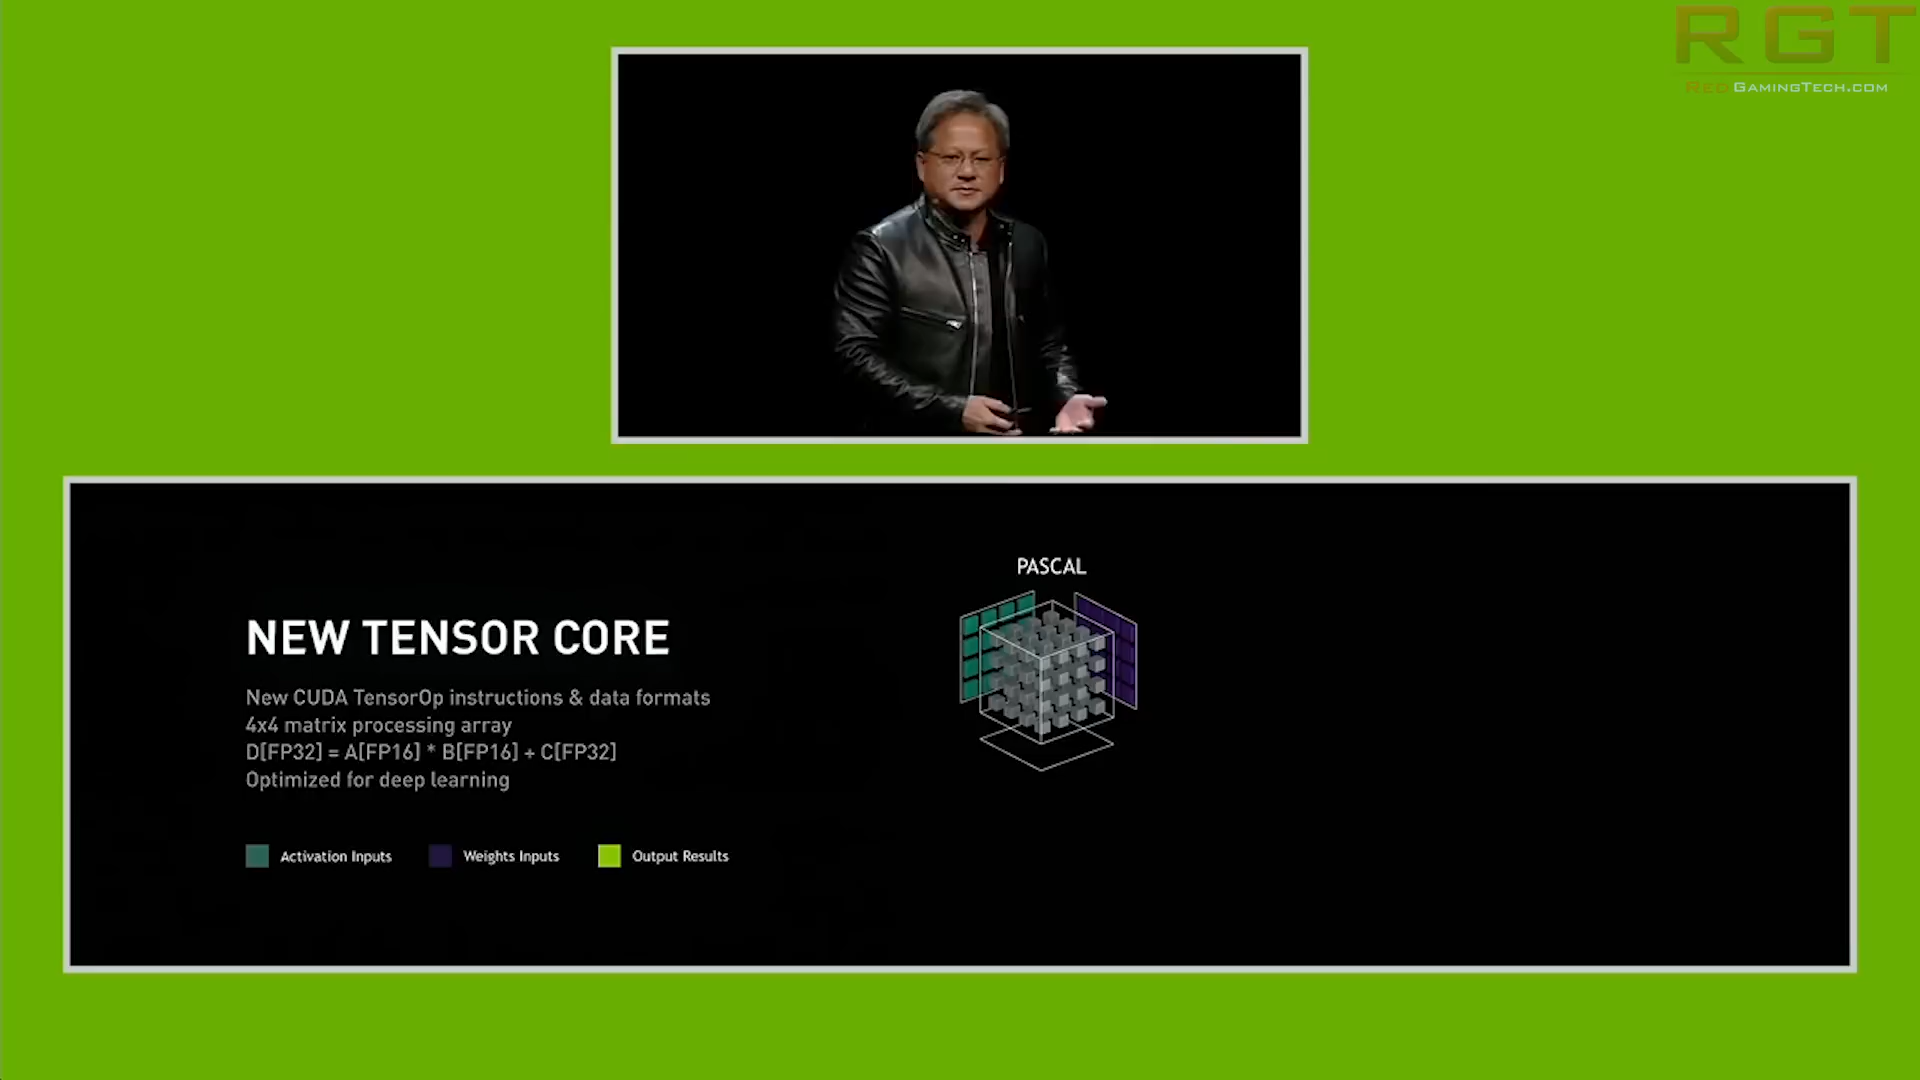 RGT
RED GAMINGTECH.COM
PASCAL
NEW TENSOR CORE
New CUDA TensorOp instructions & data formats
4x4 matrix processing array
D[FP32] = A[FP16] * B[FP16] + C[FP32]
Optimized for deep learning
Activation Inputs
Weights Inputs
Output Results